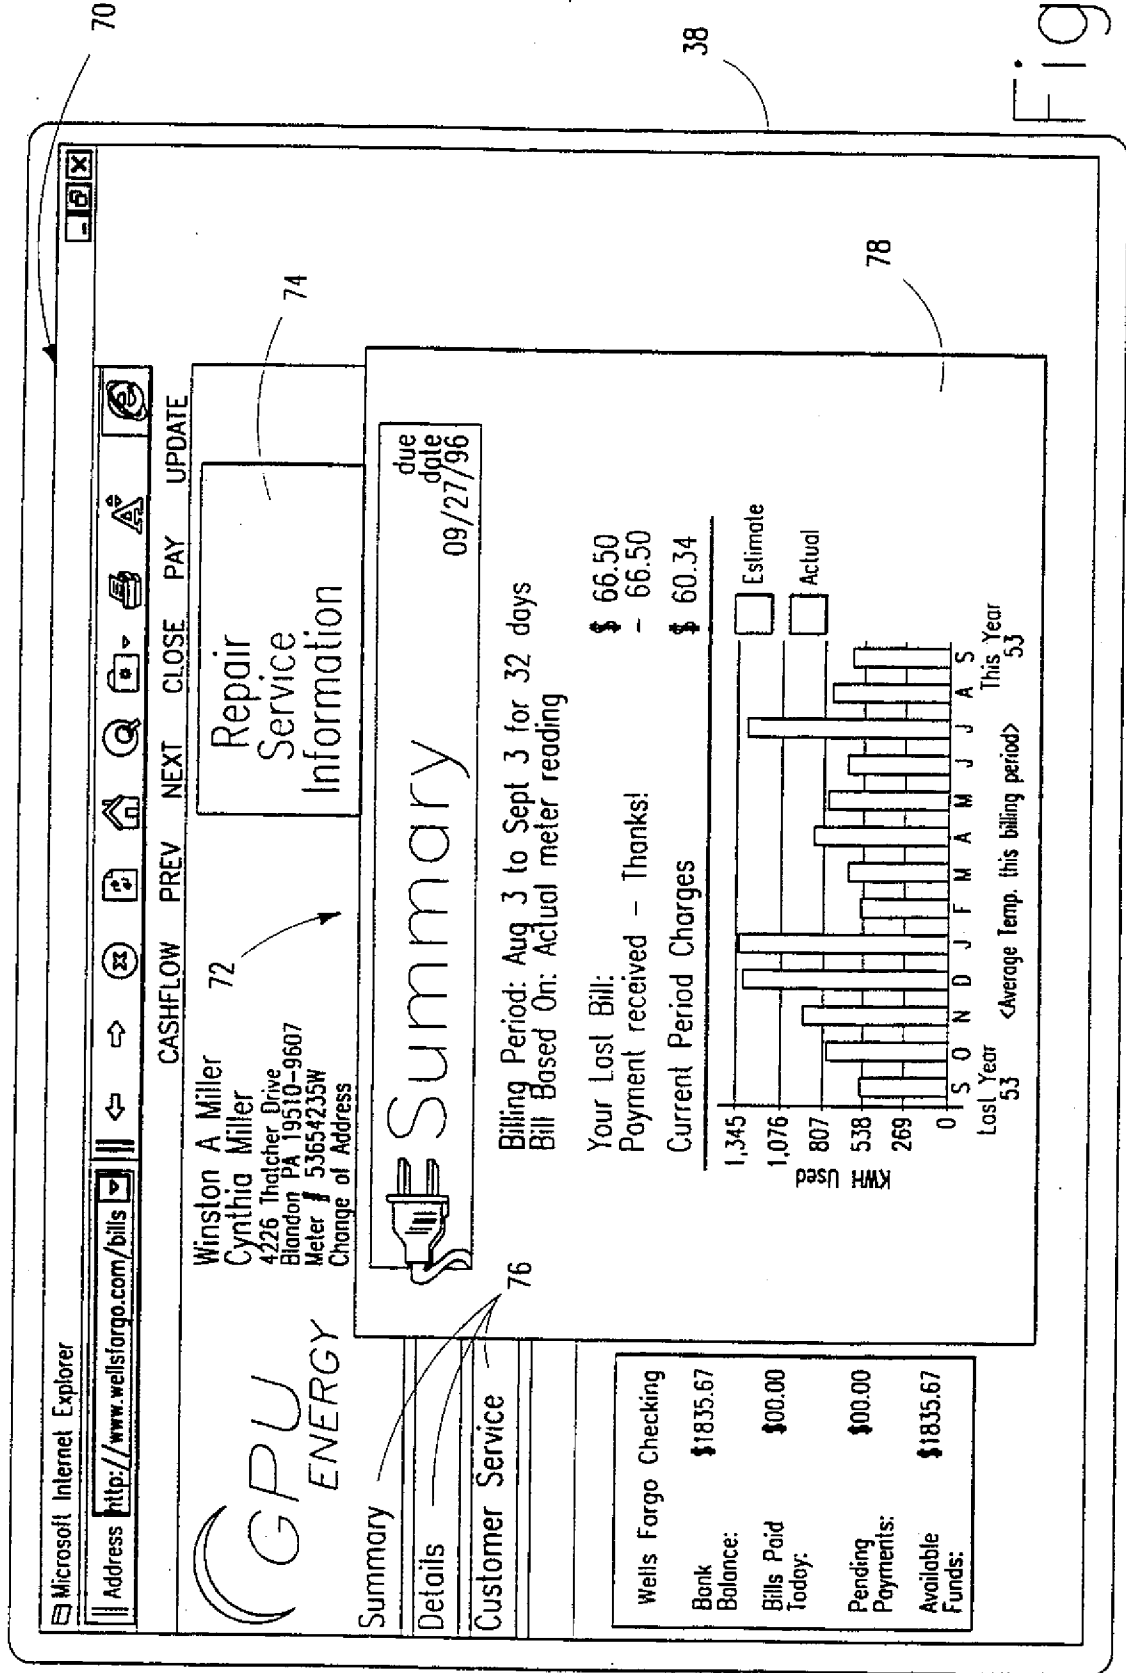 70
38
Fig
Microsoft Internet Explorer
Address http://www.wellsfargo.com/bills
CASHFLOW PREV NEXT CLOSE PAY UPDATE
GPU
ENERGY
Winston A Miller
Cynthia Miller
4226 Thatcher Drive
Blandon PA 19510-9607
Meter # 53654235W
Change of Address
72
Repair
Service
Information
74
Summary
Details
Customer Service
76
Summary
due
date
09/27/96
Billing Period: Aug 3 to Sept 3 for 32 days
Bill Based On: Actual meter reading
Your Last Bill: $ 66.50
Payment received - Thanks! - 66.50
Current Period Charges $ 60.34
KWH Used
1,345
1,076
807
538
269
0
S O N D J F M A M J J A S
Last Year
53
<Average Temp. this billing period>
This Year
53
Estimate
Actual
78
Wells Fargo Checking
Bank
Balance: $1835.67
Bills Paid
Today: $00.00
Pending
Payments: $00.00
Available
Funds: $1835.67